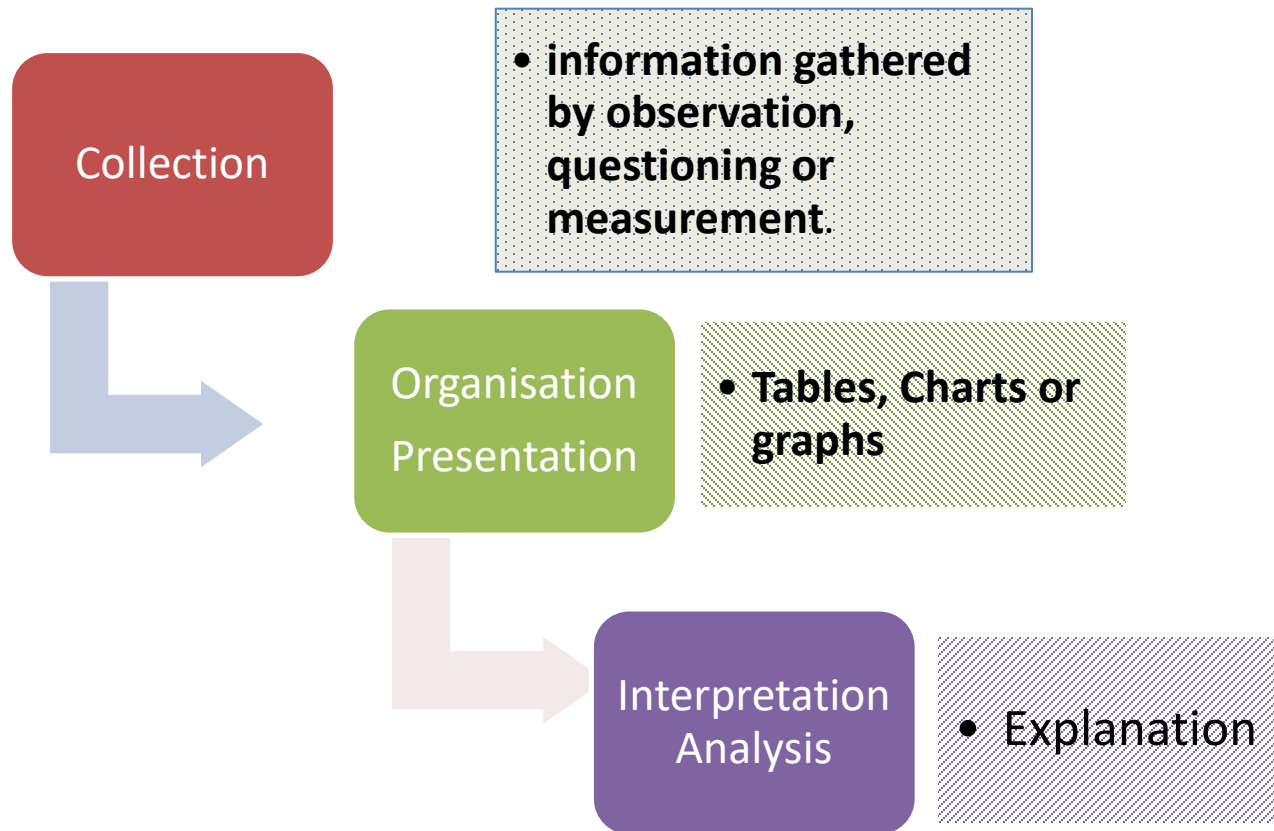 Collection
• information gathered
by observation,
questioning or
measurement.
Organisation
Presentation
• Tables, Charts or
graphs
Interpretation
Analysis
• Explanation